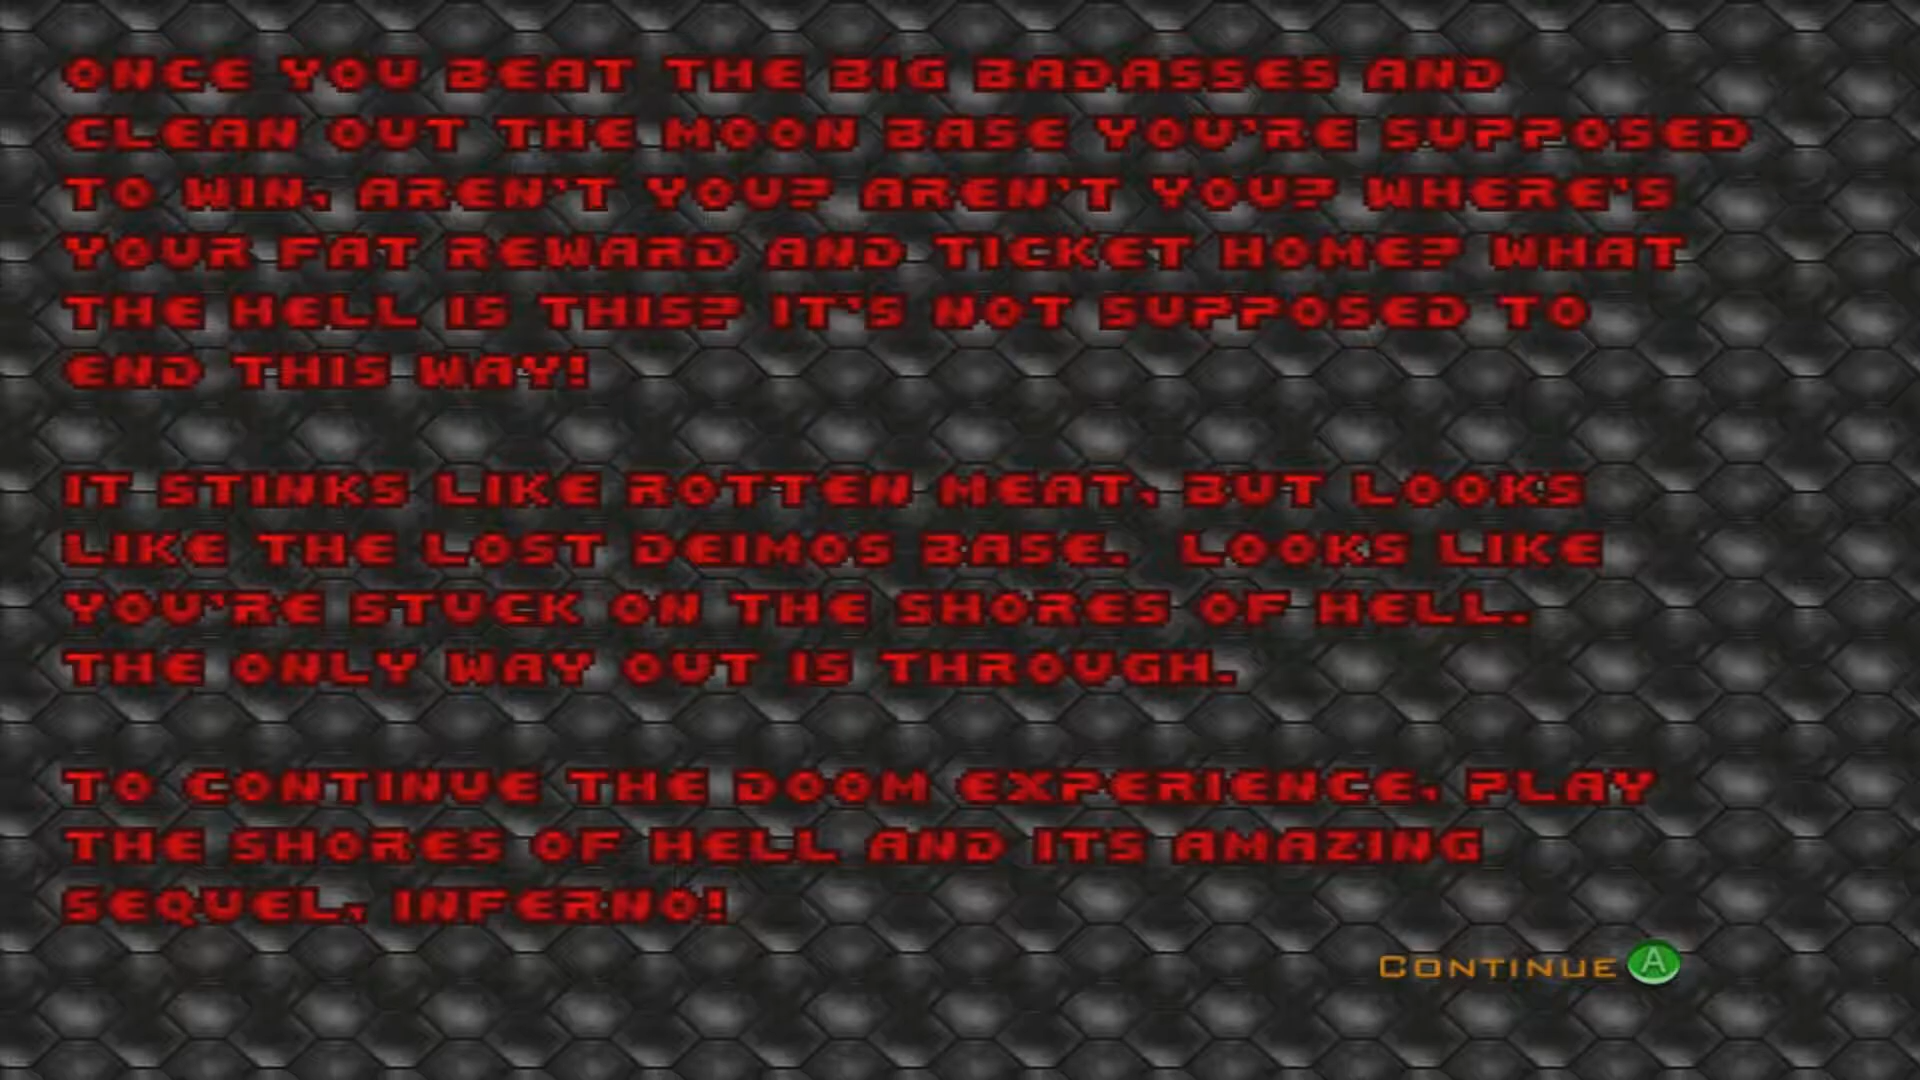 ONCE YOU BEAT THE BIG BADASSES AND
CLEAN OUT THE MOON BASE YOU'RE SUPPOSED
TO WIN, AREN'T YOU? AREN'T YOU? WHERE'S
YOUR FAT REWARD AND TICKET HOME? WHAT
THE HELL IS THIS? IT'S NOT SUPPOSED TO
END THIS WAY!
IT STINKS LIKE ROTTEN MEAT, BUT LOOKS
LIKE THE LOST DEIMOS BASE. LOOKS LIKE
YOU'RE STUCK ON THE SHORES OF HELL.
THE ONLY WAY OUT IS THROUGH.
TO CONTINUE THE DOOM EXPERIENCE, PLAY
THE SHORES OF HELL AND ITS AMAZING
SEQUEL, INFERNO!
CONTINUE A